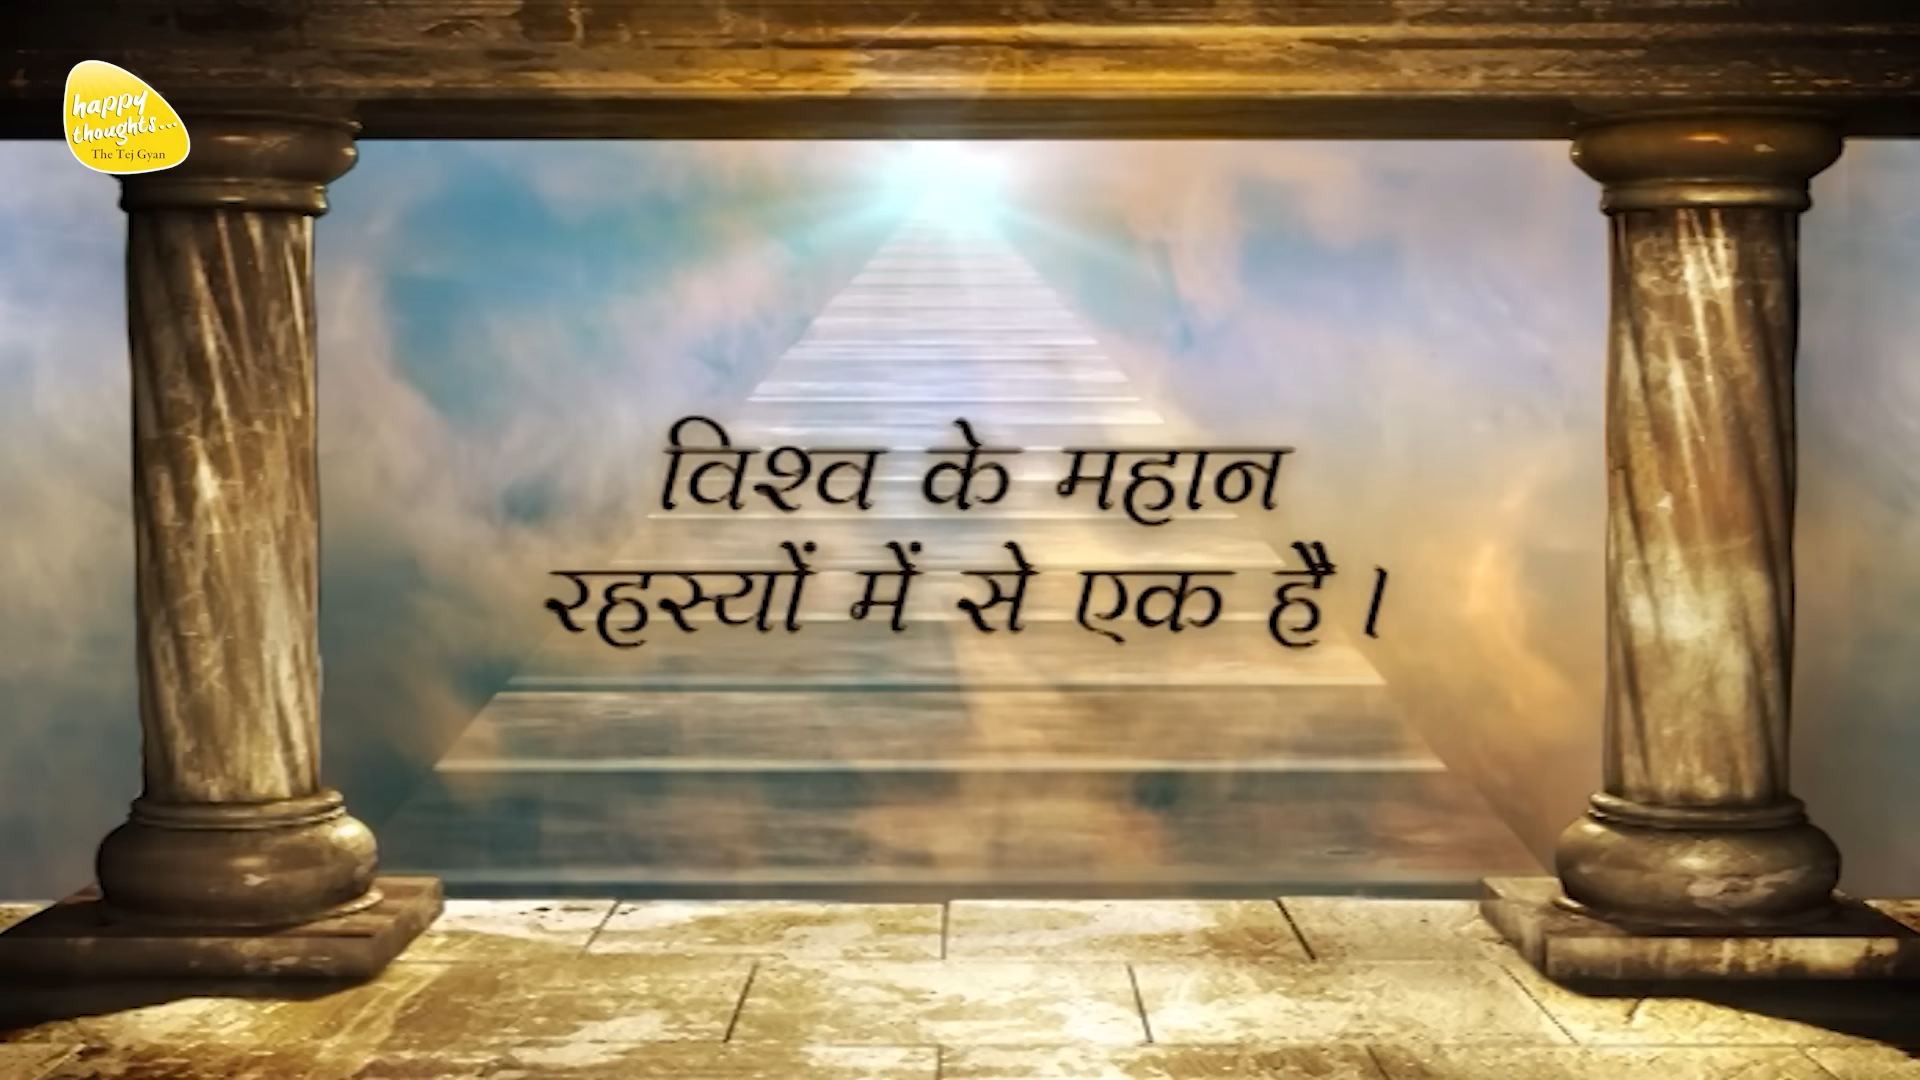 happy
thoughts...
The Tej Gyan
विश्व के महान
रहस्यों में से एक है।